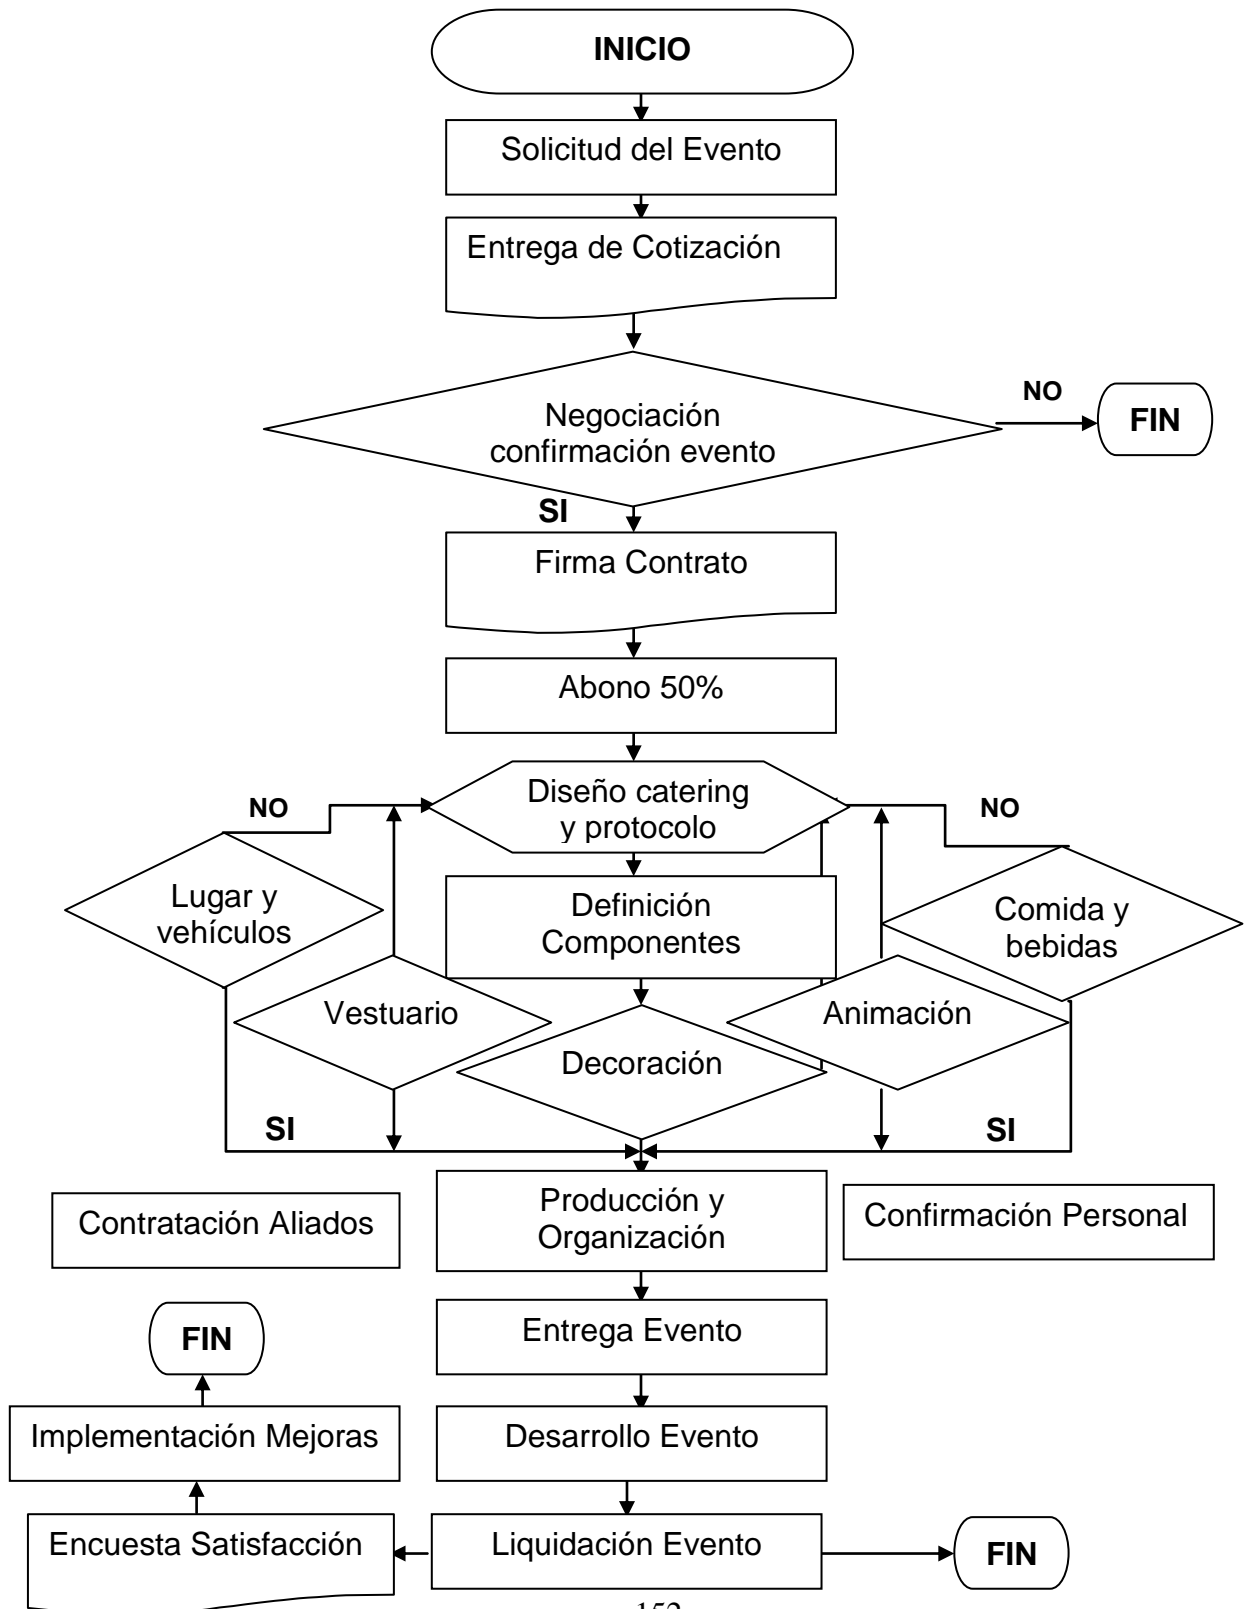 INICIO
Solicitud del Evento
Entrega de Cotización
Negociación
confirmación evento
NO
FIN
SI
Firma Contrato
Abono 50%
Diseño catering
y protocolo
NO
NO
Lugar y
vehículos
Definición
Componentes
Comida y
bebidas
Vestuario
Animación
Decoración
SI
SI
Contratación Aliados
Producción y
Organización
Confirmación Personal
Entrega Evento
FIN
Implementación Mejoras
Desarrollo Evento
Encuesta Satisfacción
Liquidación Evento
FIN
152